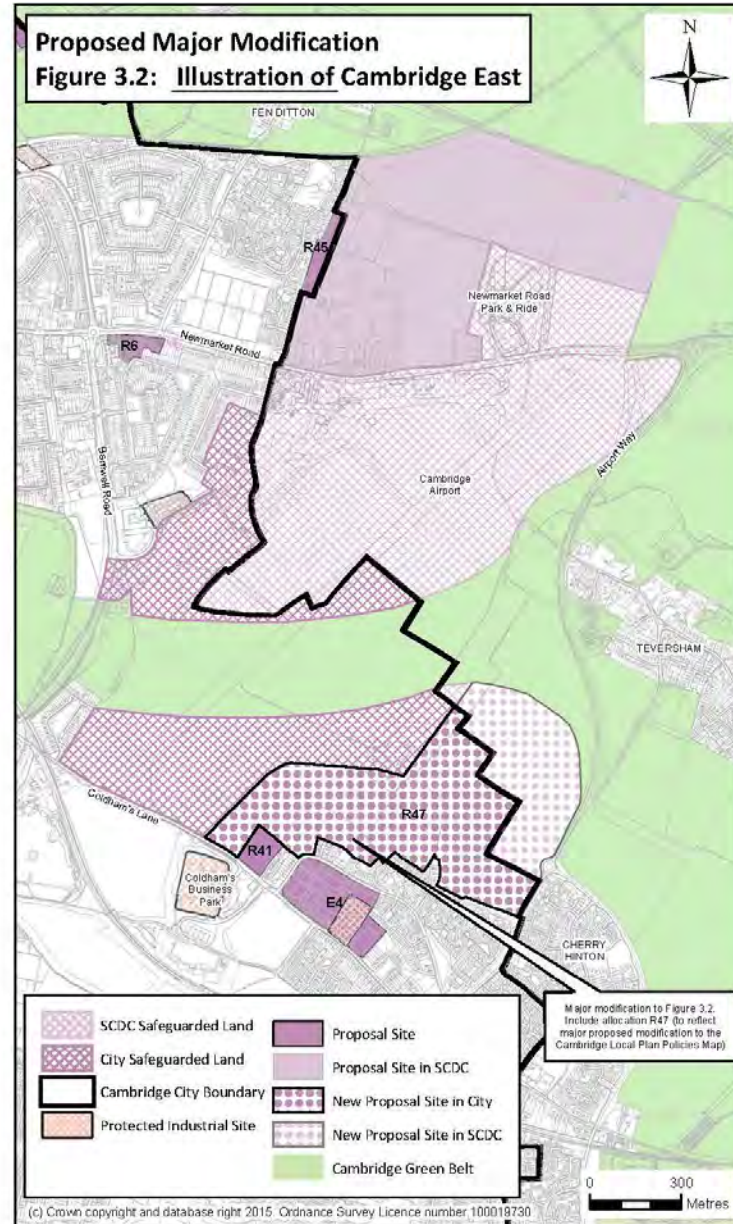 Proposed Major Modification
Figure 3.2: Illustration of Cambridge East
N
FEN DITTON
R45
Newmarket Road
Park & Ride
R6
Newmarket Road
Barnwell Road
Airport Way
Cambridge
Airport
TEVERSHAM
Coldham's Lane
R47
R41
Coldham's
Business
Park
E4
CHERRY
HINTON
Major modification to Figure 3.2.
Include allocation R47 (to reflect
major proposed modification to the
Cambridge Local Plan Policies Map)
SCDC Safeguarded Land
City Safeguarded Land
Cambridge City Boundary
Protected Industrial Site
Proposal Site
Proposal Site in SCDC
New Proposal Site in City
New Proposal Site in SCDC
Cambridge Green Belt
0 300
Metres
(c) Crown copyright and database right 2015. Ordnance Survey Licence number 100019730